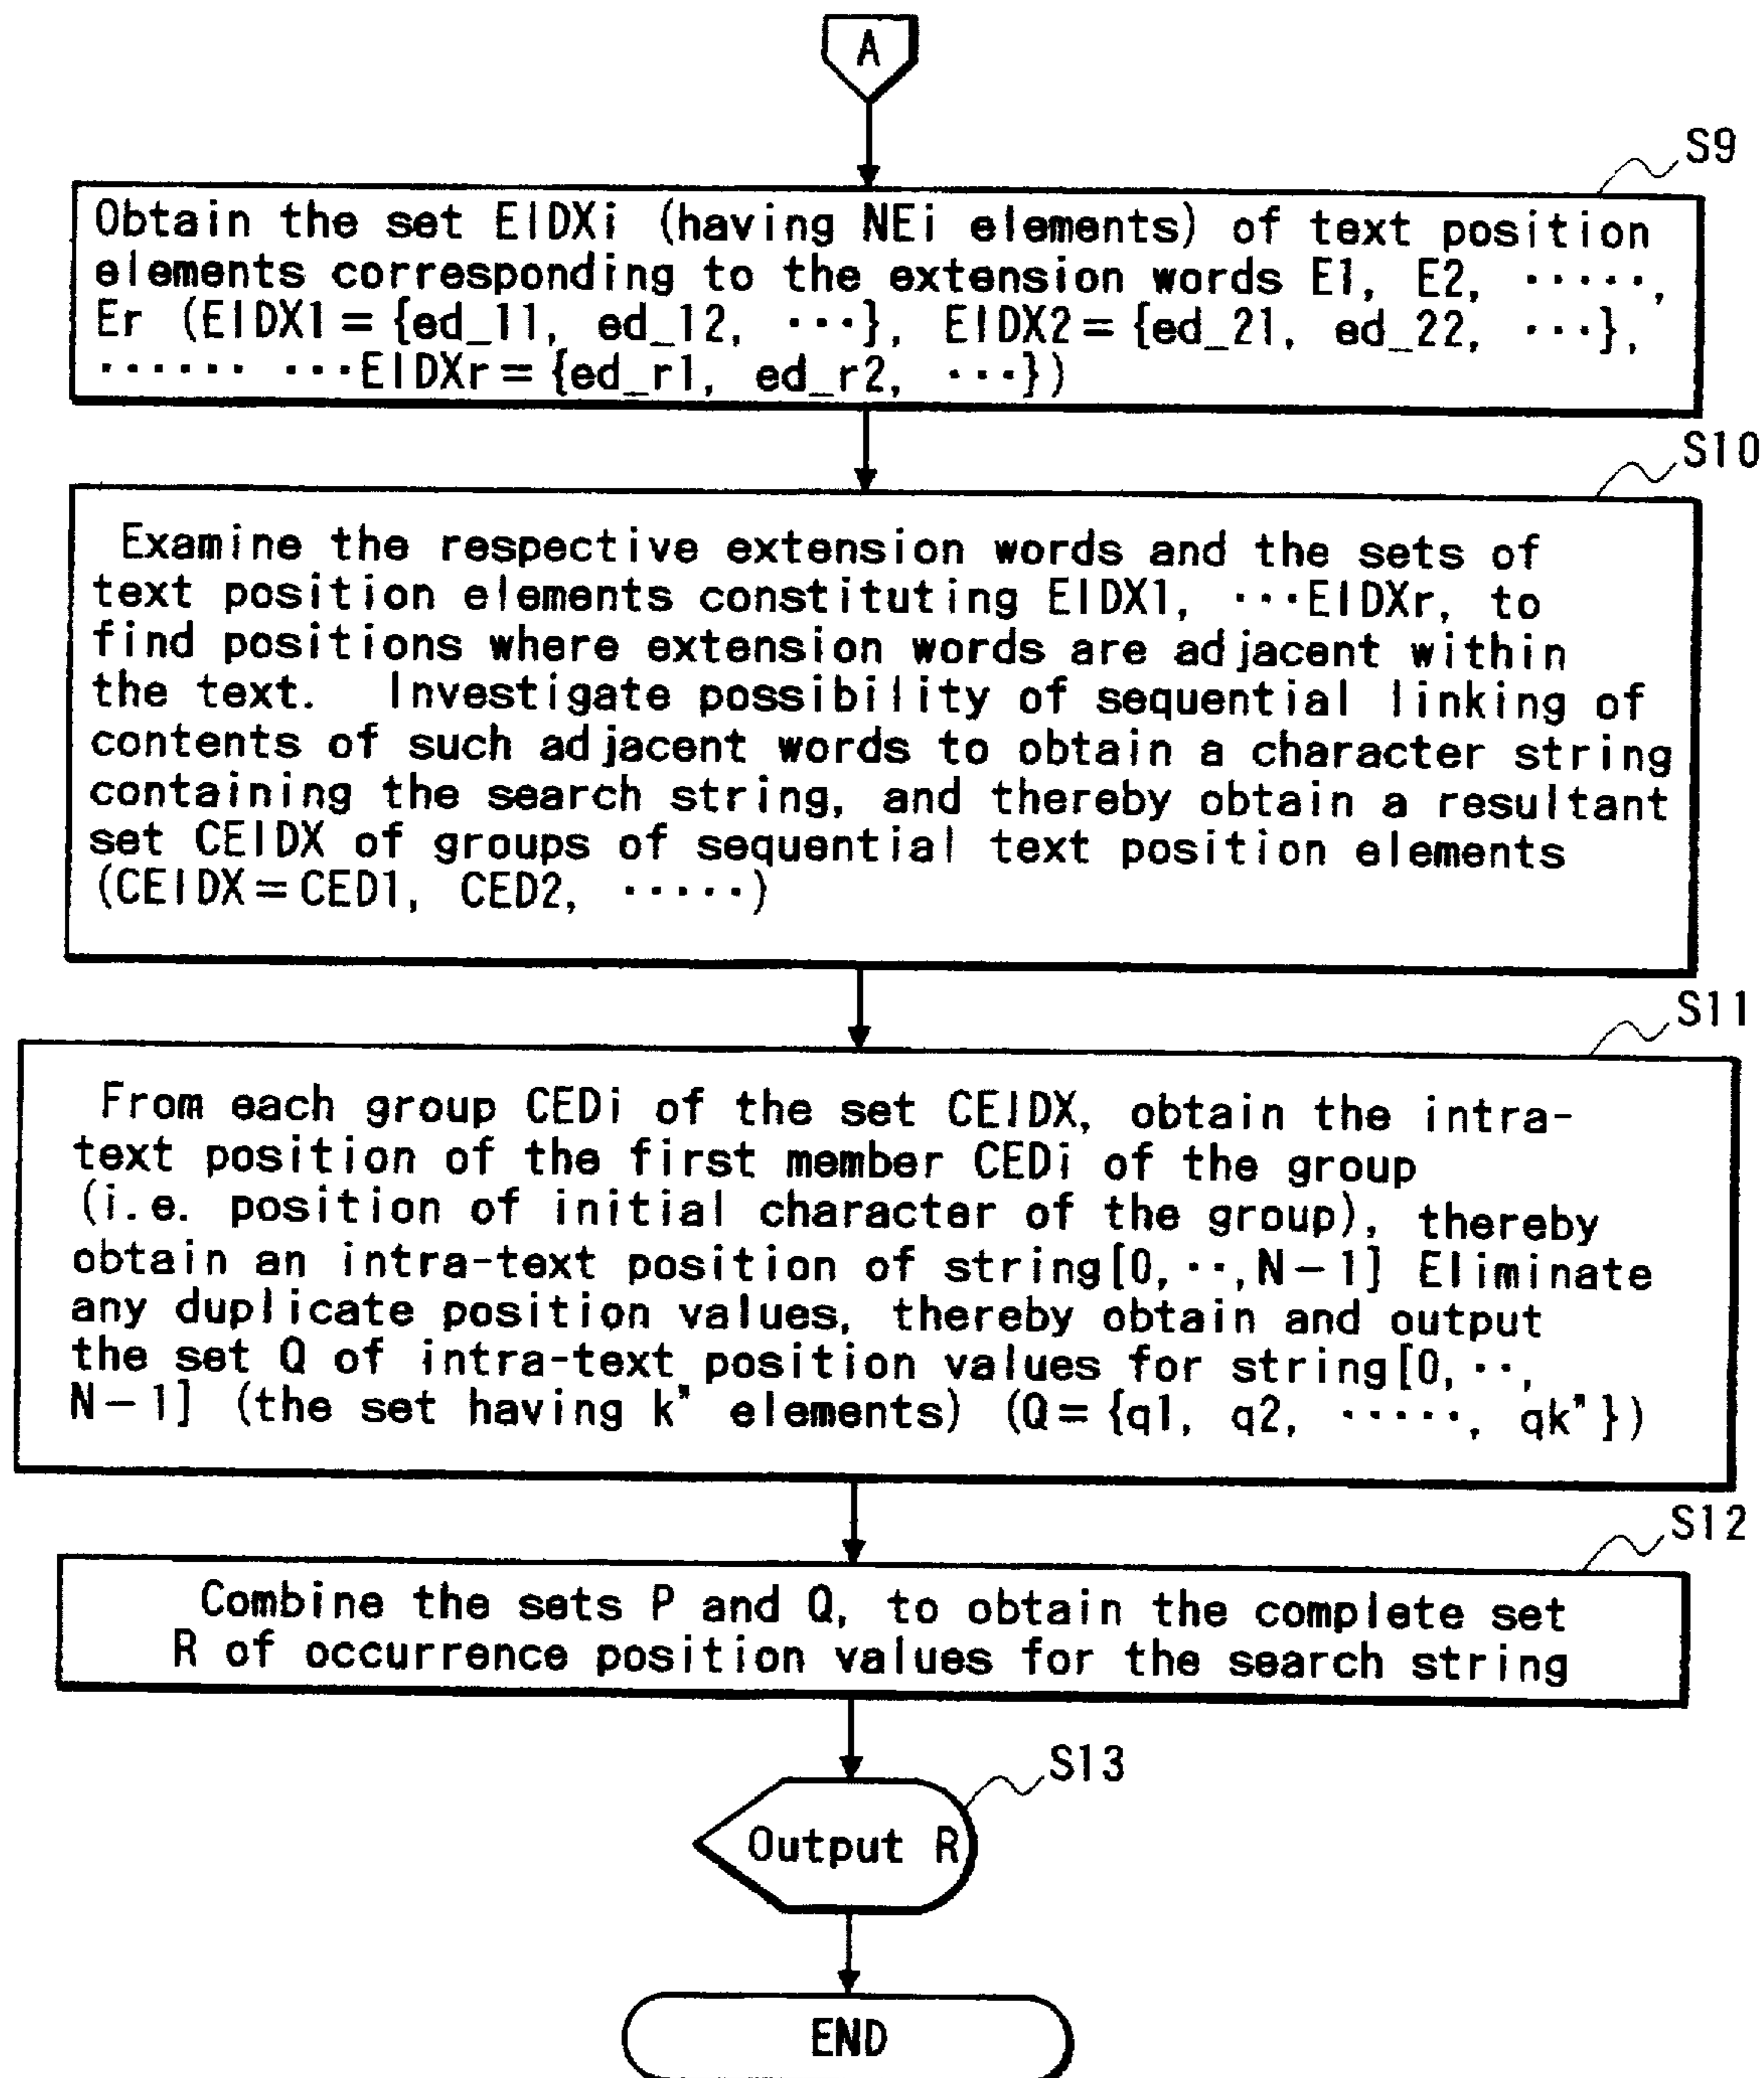 A
S9
Obtain the set EIDXi (having NEi elements) of text position
elements corresponding to the extension words E1, E2, ·····,
Er (EIDX1={ed_11, ed_12, ···}, EIDX2={ed_21, ed_22, ···},
······ ···EIDXr={ed_r1, ed_r2, ···})
S10
Examine the respective extension words and the sets of
text position elements constituting EIDX1, ···EIDXr, to
find positions where extension words are adjacent within
the text. Investigate possibility of sequential linking of
contents of such adjacent words to obtain a character string
containing the search string, and thereby obtain a resultant
set CEIDX of groups of sequential text position elements
(CEIDX=CED1, CED2, ·····)
S11
From each group CEDi of the set CEIDX, obtain the intra-
text position of the first member CEDi of the group
(i.e. position of initial character of the group), thereby
obtain an intra-text position of string[0,··,N-1] Eliminate
any duplicate position values, thereby obtain and output
the set Q of intra-text position values for string[0,··,
N-1] (the set having k" elements) (Q={q1, q2, ·····, qk"})
S12
Combine the sets P and Q, to obtain the complete set
R of occurrence position values for the search string
S13
Output R
END